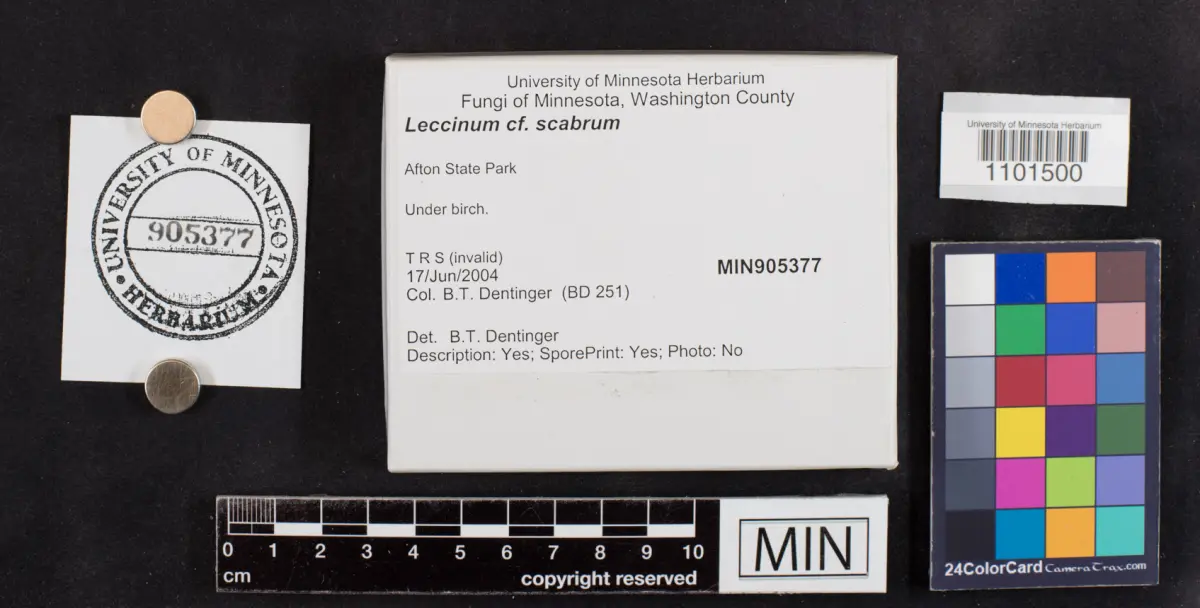 UNIVERSITY OF MINNESOTA
905377
HERBARIUM
University of Minnesota Herbarium
Fungi of Minnesota, Washington County
Leccinum cf. scabrum
Afton State Park
Under birch.
T R S (invalid)
17/Jun/2004
MIN905377
Col. B.T. Dentinger (BD 251)
Det. B.T. Dentinger
Description: Yes; SporePrint: Yes; Photo: No
University of Minnesota Herbarium
1101500
0 1 2 3 4 5 6 7 8 9 10
cm
copyright reserved
MIN
24ColorCard CameraTrax.com